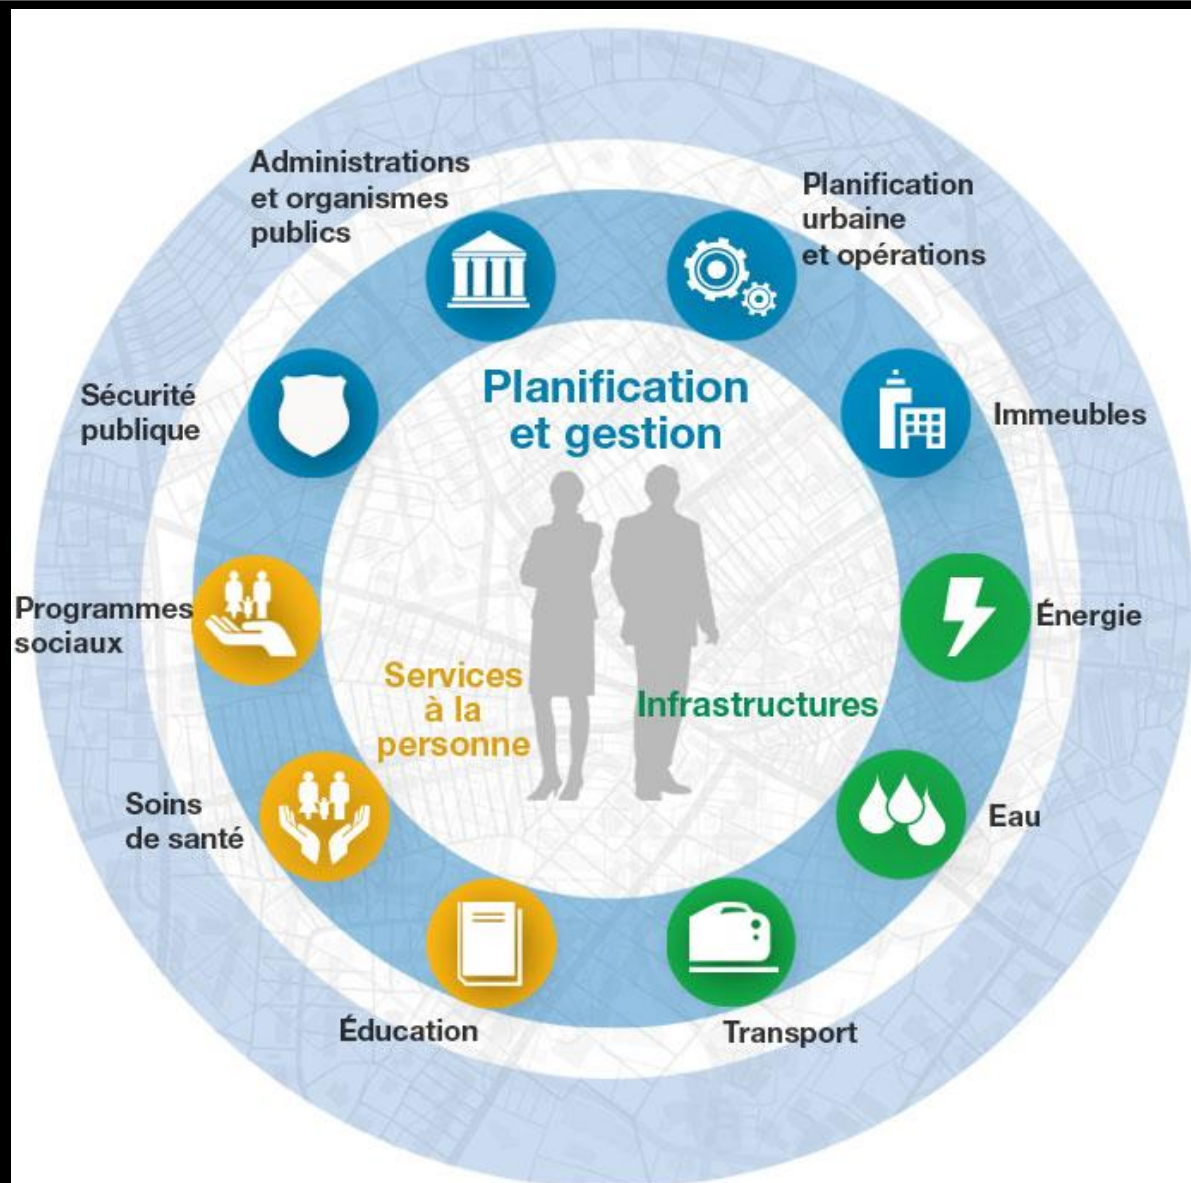 Administrations
et organismes
publics
Planification
urbaine
et opérations
Sécurité
publique
Planification
et gestion
Immeubles
Programmes
sociaux
Énergie
Services
à la
personne
Infrastructures
Soins
de santé
Eau
Éducation
Transport